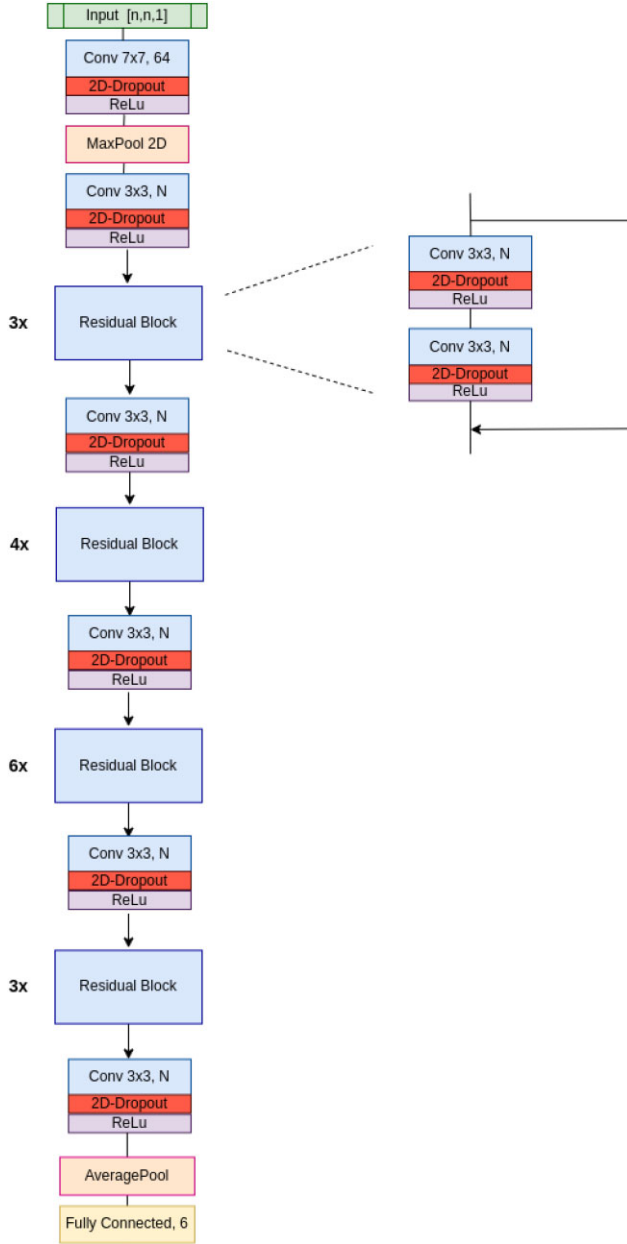 Input [n,n,1]
Conv 7x7, 64
2D-Dropout
ReLu
MaxPool 2D
Conv 3x3, N
2D-Dropout
ReLu
3x
Residual Block
Conv 3x3, N
2D-Dropout
ReLu
4x
Residual Block
Conv 3x3, N
2D-Dropout
ReLu
6x
Residual Block
Conv 3x3, N
2D-Dropout
ReLu
3x
Residual Block
Conv 3x3, N
2D-Dropout
ReLu
AveragePool
Fully Connected, 6
Conv 3x3, N
2D-Dropout
ReLu
Conv 3x3, N
2D-Dropout
ReLu